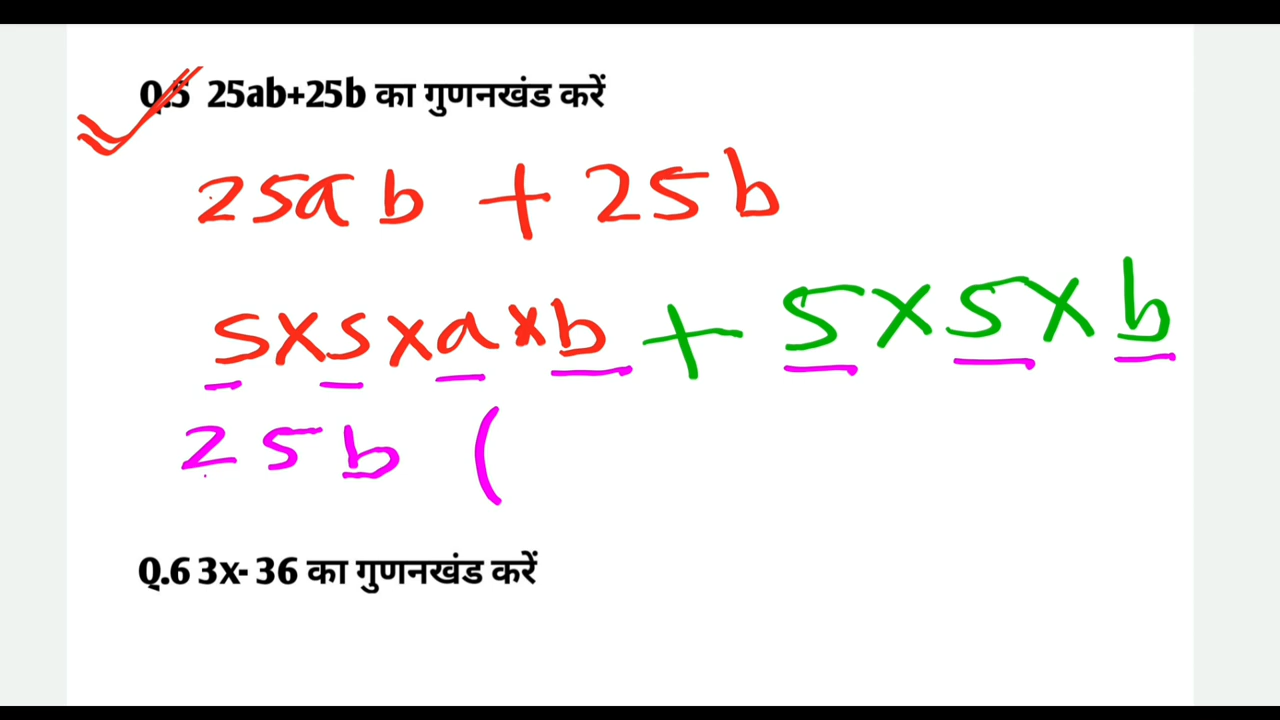 Q.5 25ab+25b का गुणनखंड करें
25ab + 25b
5×5×a×b + 5×5×b
25b (
Q.6 3x- 36 का गुणनखंड करें